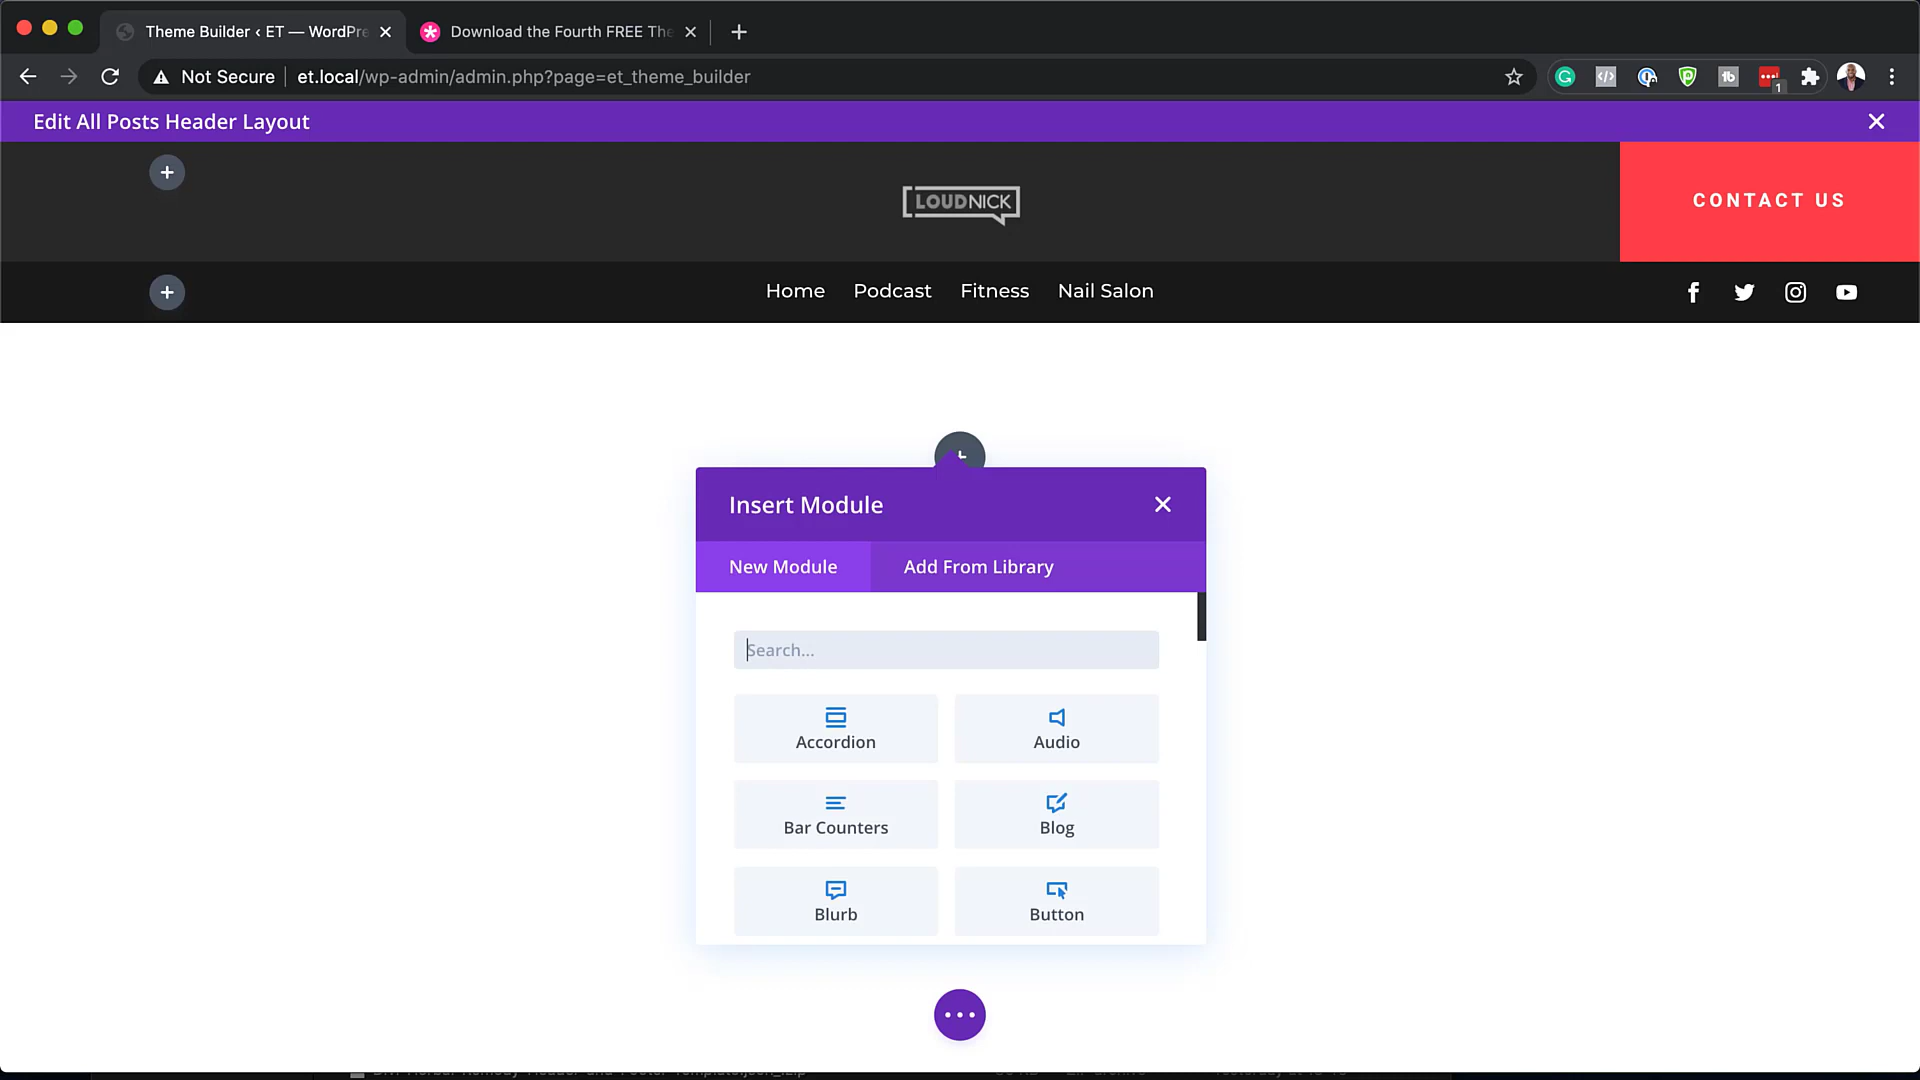 Theme Builder ‹ ET — WordPre
Download the Fourth FREE The
Not Secure
et.local/wp-admin/admin.php?page=et_theme_builder
1
Edit All Posts Header Layout
LOUDNICK
CONTACT US
Home Podcast Fitness Nail Salon
Insert Module
New Module Add From Library
Search...
Accordion Audio
Bar Counters Blog
Blurb Button